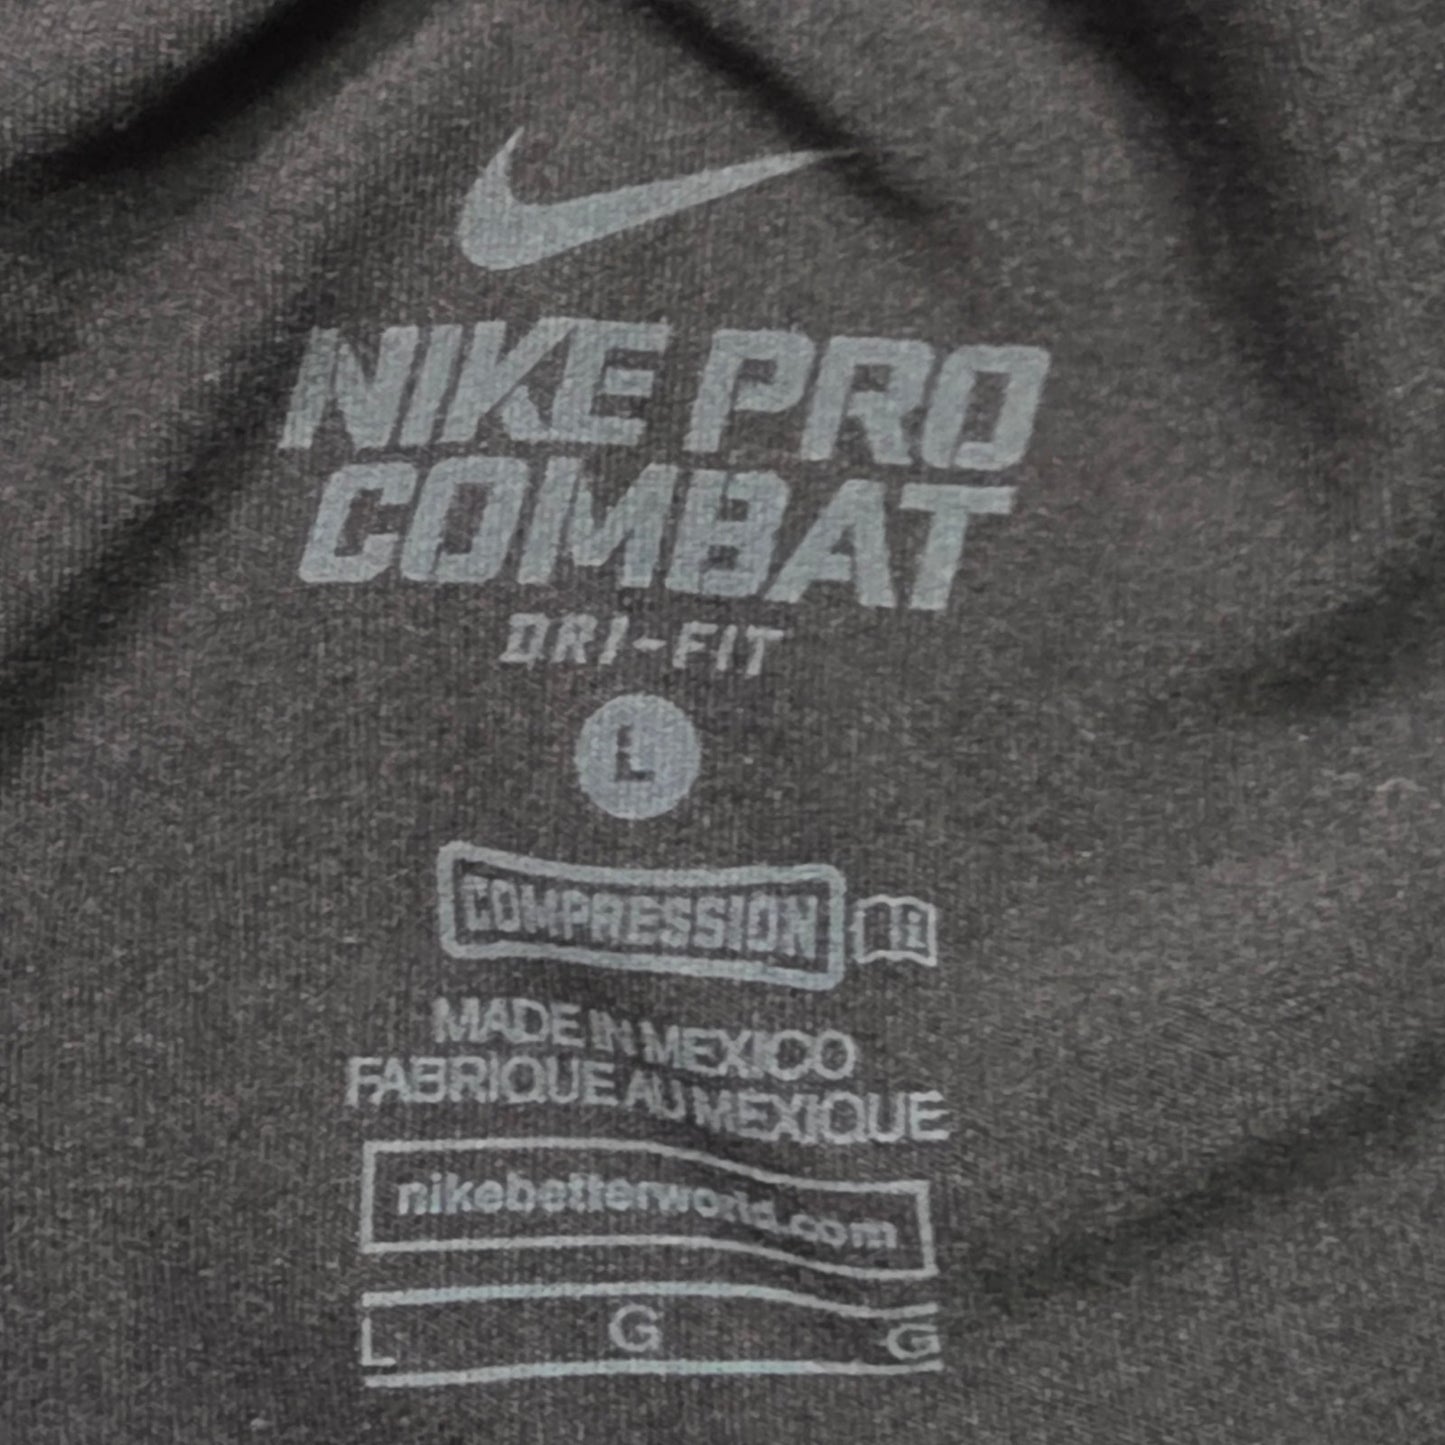 NIKE PRO
COMBAT
DRI-FIT
L
COMPRESSION
MADE IN MEXICO
FABRIQUE AU MEXIQUE
nikebetterworld.com
L G G